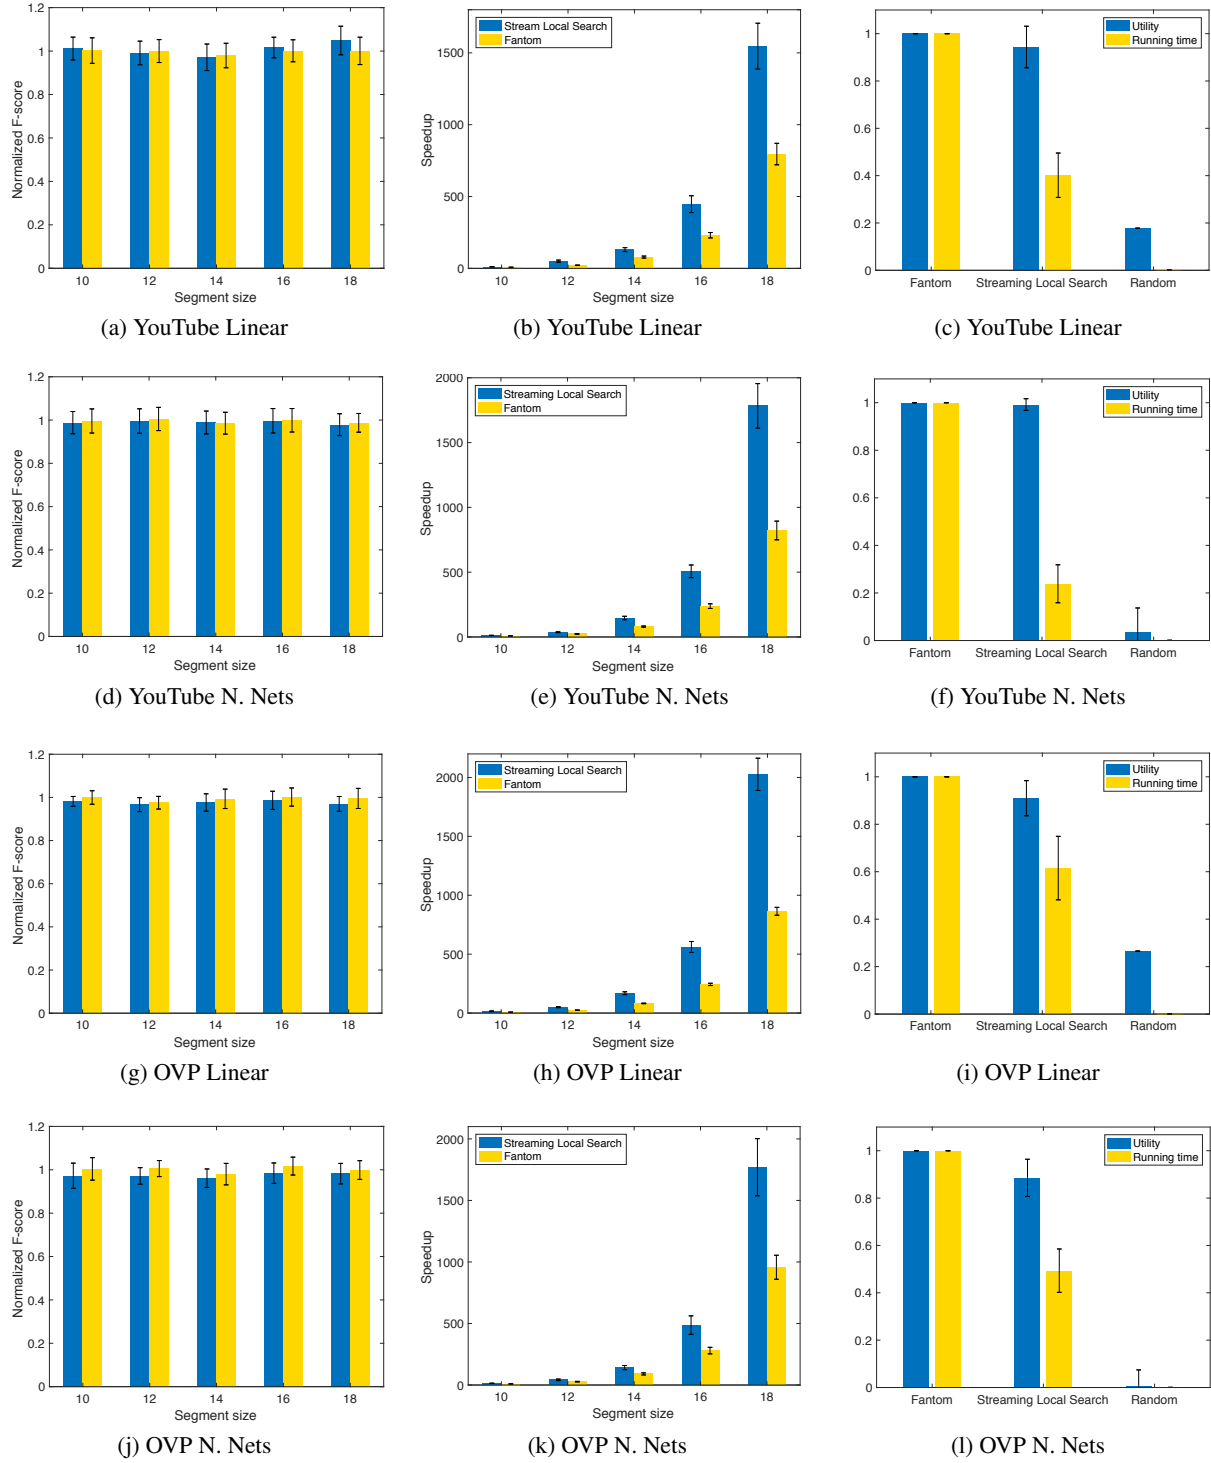 1.2
1
0.8
0.6
0.4
0.2
0
Normalized F-score
10 12 14 16 18
Segment size
(a) YouTube Linear
1500
1000
500
0
Speedup
Stream Local Search
Fantom
10 12 14 16 18
Segment size
(b) YouTube Linear
1
0.8
0.6
0.4
0.2
0
Utility
Running time
Fantom Streaming Local Search Random
(c) YouTube Linear
1.2
1
0.8
0.6
0.4
0.2
0
Normalized F-score
10 12 14 16 18
Segment size
(d) YouTube N. Nets
2000
1500
1000
500
0
Speedup
Streaming Local Search
Fantom
10 12 14 16 18
Segment size
(e) YouTube N. Nets
1
0.8
0.6
0.4
0.2
0
Utility
Running time
Fantom Streaming Local Search Random
(f) YouTube N. Nets
1.2
1
0.8
0.6
0.4
0.2
0
Normalized F-score
10 12 14 16 18
Segment size
(g) OVP Linear
2000
1500
1000
500
0
Speedup
Streaming Local Search
Fantom
10 12 14 16 18
Segment size
(h) OVP Linear
1
0.8
0.6
0.4
0.2
0
Utility
Running time
Fantom Streaming Local Search Random
(i) OVP Linear
1.2
1
0.8
0.6
0.4
0.2
0
Normalized F-score
10 12 14 16 18
Segment size
(j) OVP N. Nets
2000
1500
1000
500
0
Speedup
Streaming Local Search
Fantom
10 12 14 16 18
Segment size
(k) OVP N. Nets
1
0.8
0.6
0.4
0.2
0
Utility
Running time
Fantom Streaming Local Search Random
(l) OVP N. Nets